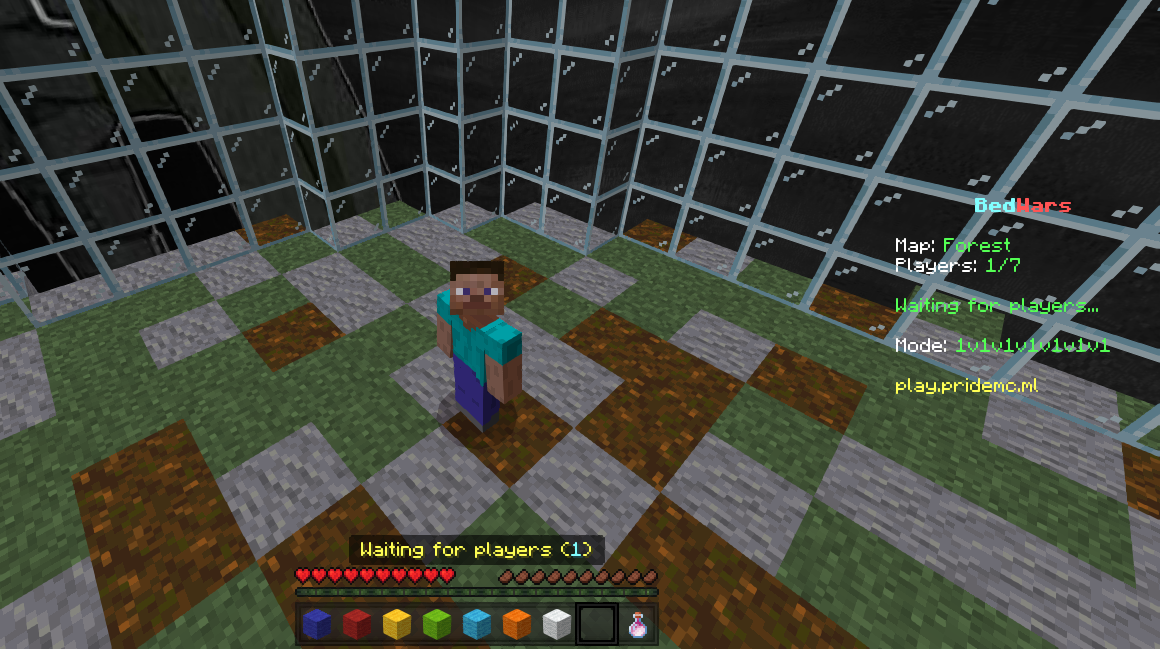 BedWars
Map: Forest
Players: 1/7
Waiting for players...
Mode: 1v1v1v1v1v1v1
play.pridemc.ml
Waiting for players (1)